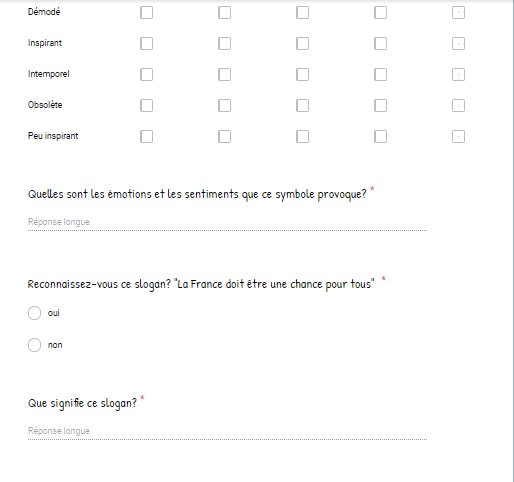 Démodé
Inspirant
Intemporel
Obsolète
Peu inspirant
Quelles sont les émotions et les sentiments que ce symbole provoque? *
Réponse longue
Reconnaissez-vous ce slogan? "La France doit être une chance pour tous" *
oui
non
Que signifie ce slogan? *
Réponse longue